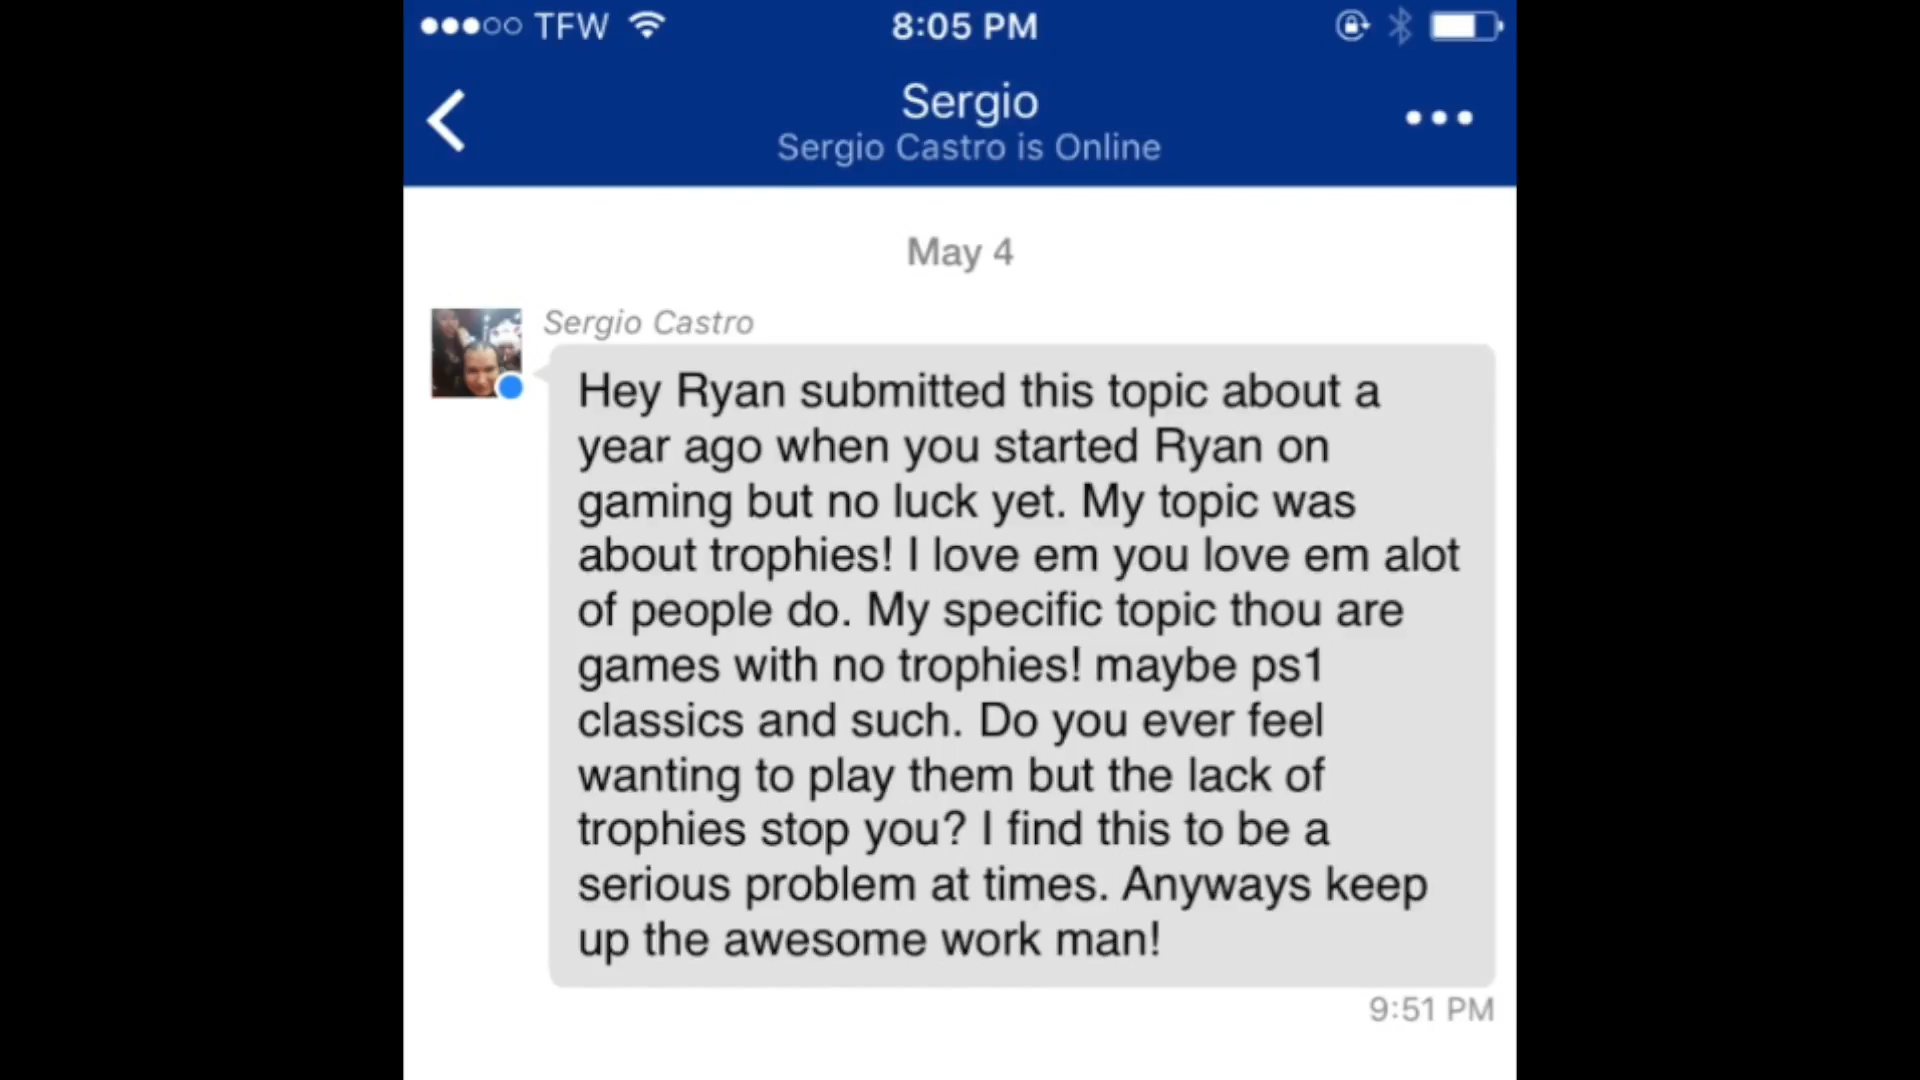 TFW 8:05 PM
Sergio
Sergio Castro is Online
May 4
Sergio Castro
Hey Ryan submitted this topic about a
year ago when you started Ryan on
gaming but no luck yet. My topic was
about trophies! I love em you love em alot
of people do. My specific topic thou are
games with no trophies! maybe ps1
classics and such. Do you ever feel
wanting to play them but the lack of
trophies stop you? I find this to be a
serious problem at times. Anyways keep
up the awesome work man!
9:51 PM